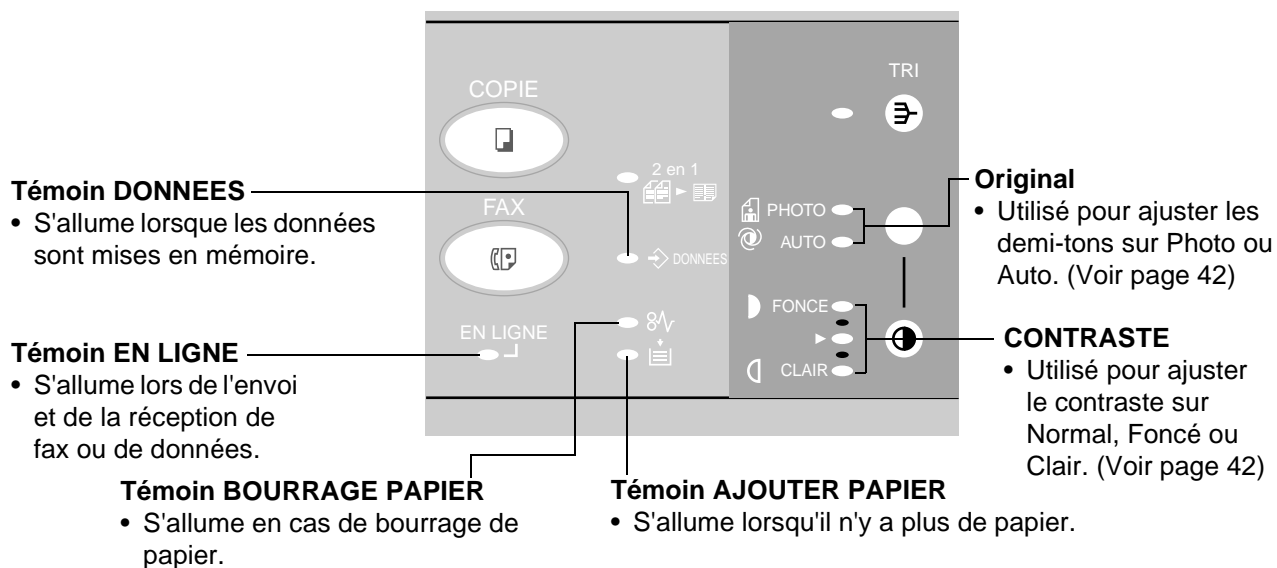 COPIE
TRI
2 en 1
FAX
PHOTO
AUTO
DONNEES
FONCE
EN LIGNE
CLAIR
Témoin DONNEES
• S'allume lorsque les données
sont mises en mémoire.
Témoin EN LIGNE
• S'allume lors de l'envoi
et de la réception de
fax ou de données.
Témoin BOURRAGE PAPIER
• S'allume en cas de bourrage de
papier.
Témoin AJOUTER PAPIER
• S'allume lorsqu'il n'y a plus de papier.
Original
• Utilisé pour ajuster les
demi-tons sur Photo ou
Auto. (Voir page 42)
CONTRASTE
• Utilisé pour ajuster
le contraste sur
Normal, Foncé ou
Clair. (Voir page 42)